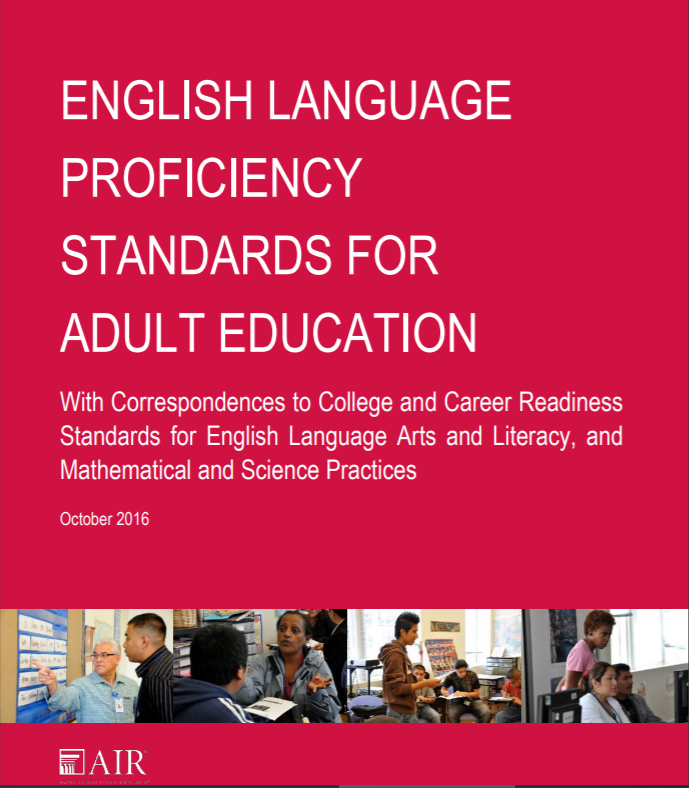 ENGLISH LANGUAGE
PROFICIENCY
STANDARDS FOR
ADULT EDUCATION
With Correspondences to College and Career Readiness
Standards for English Language Arts and Literacy, and
Mathematical and Science Practices
October 2016
AIR